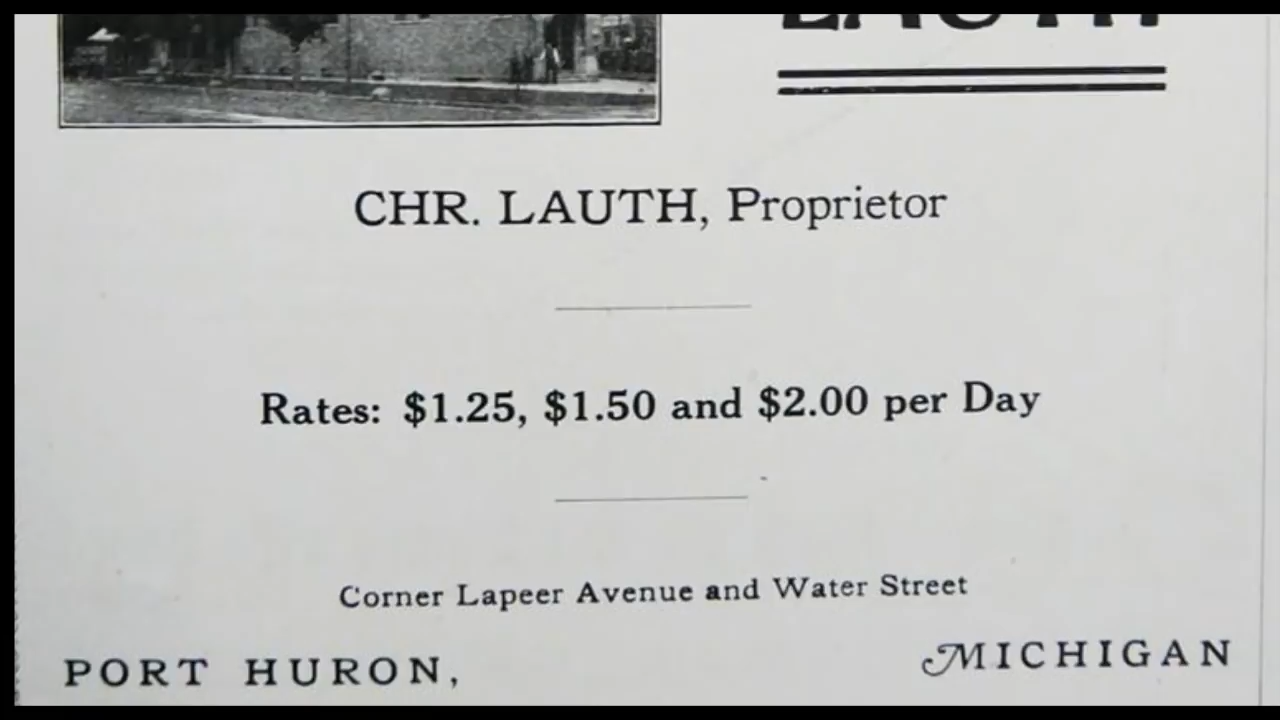 LAUTH
CHR. LAUTH, Proprietor
Rates: $1.25, $1.50 and $2.00 per Day
Corner Lapeer Avenue and Water Street
PORT HURON, MICHIGAN